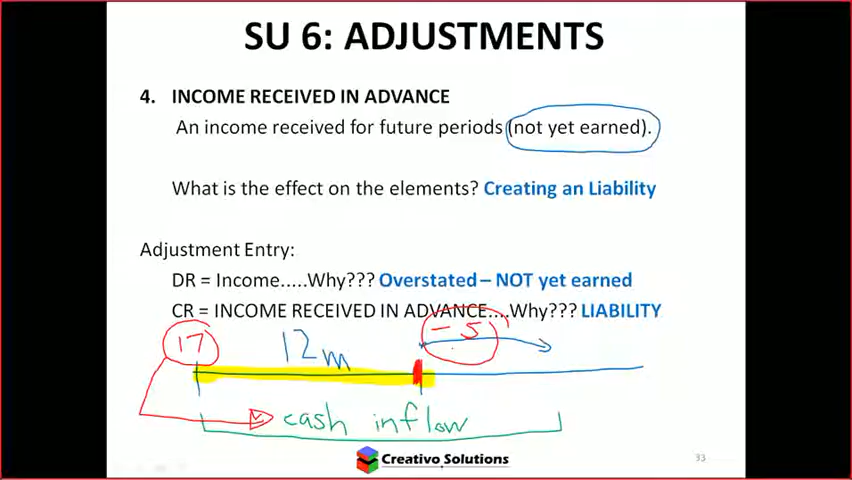 SU 6: ADJUSTMENTS
4. INCOME RECEIVED IN ADVANCE
An income received for future periods (not yet earned).
What is the effect on the elements? Creating an Liability
Adjustment Entry:
DR = Income.....Why??? Overstated – NOT yet earned
CR = INCOME RECEIVED IN ADVANCE....Why??? LIABILITY
17 12m - 5
cash inflow
Creativo Solutions
33